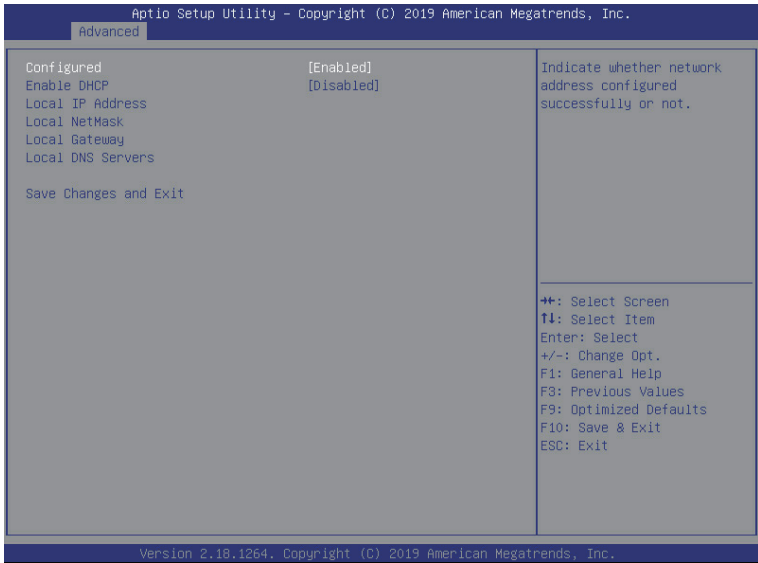 Aptio Setup Utility – Copyright (C) 2019 American Megatrends, Inc.
Advanced
Configured [Enabled]
Enable DHCP [Disabled]
Local IP Address
Local NetMask
Local Gateway
Local DNS Servers
Save Changes and Exit
Indicate whether network
address configured
successfully or not.
→←: Select Screen
↑↓: Select Item
Enter: Select
+/-: Change Opt.
F1: General Help
F3: Previous Values
F9: Optimized Defaults
F10: Save & Exit
ESC: Exit
Version 2.18.1264. Copyright (C) 2019 American Megatrends, Inc.